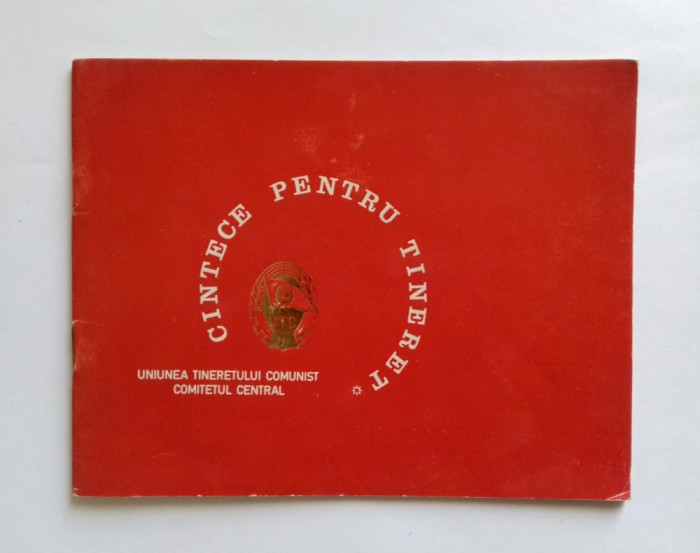 CINTECE PENTRU TINERET
UNIUNEA TINERETULUI COMUNIST
COMITETUL CENTRAL